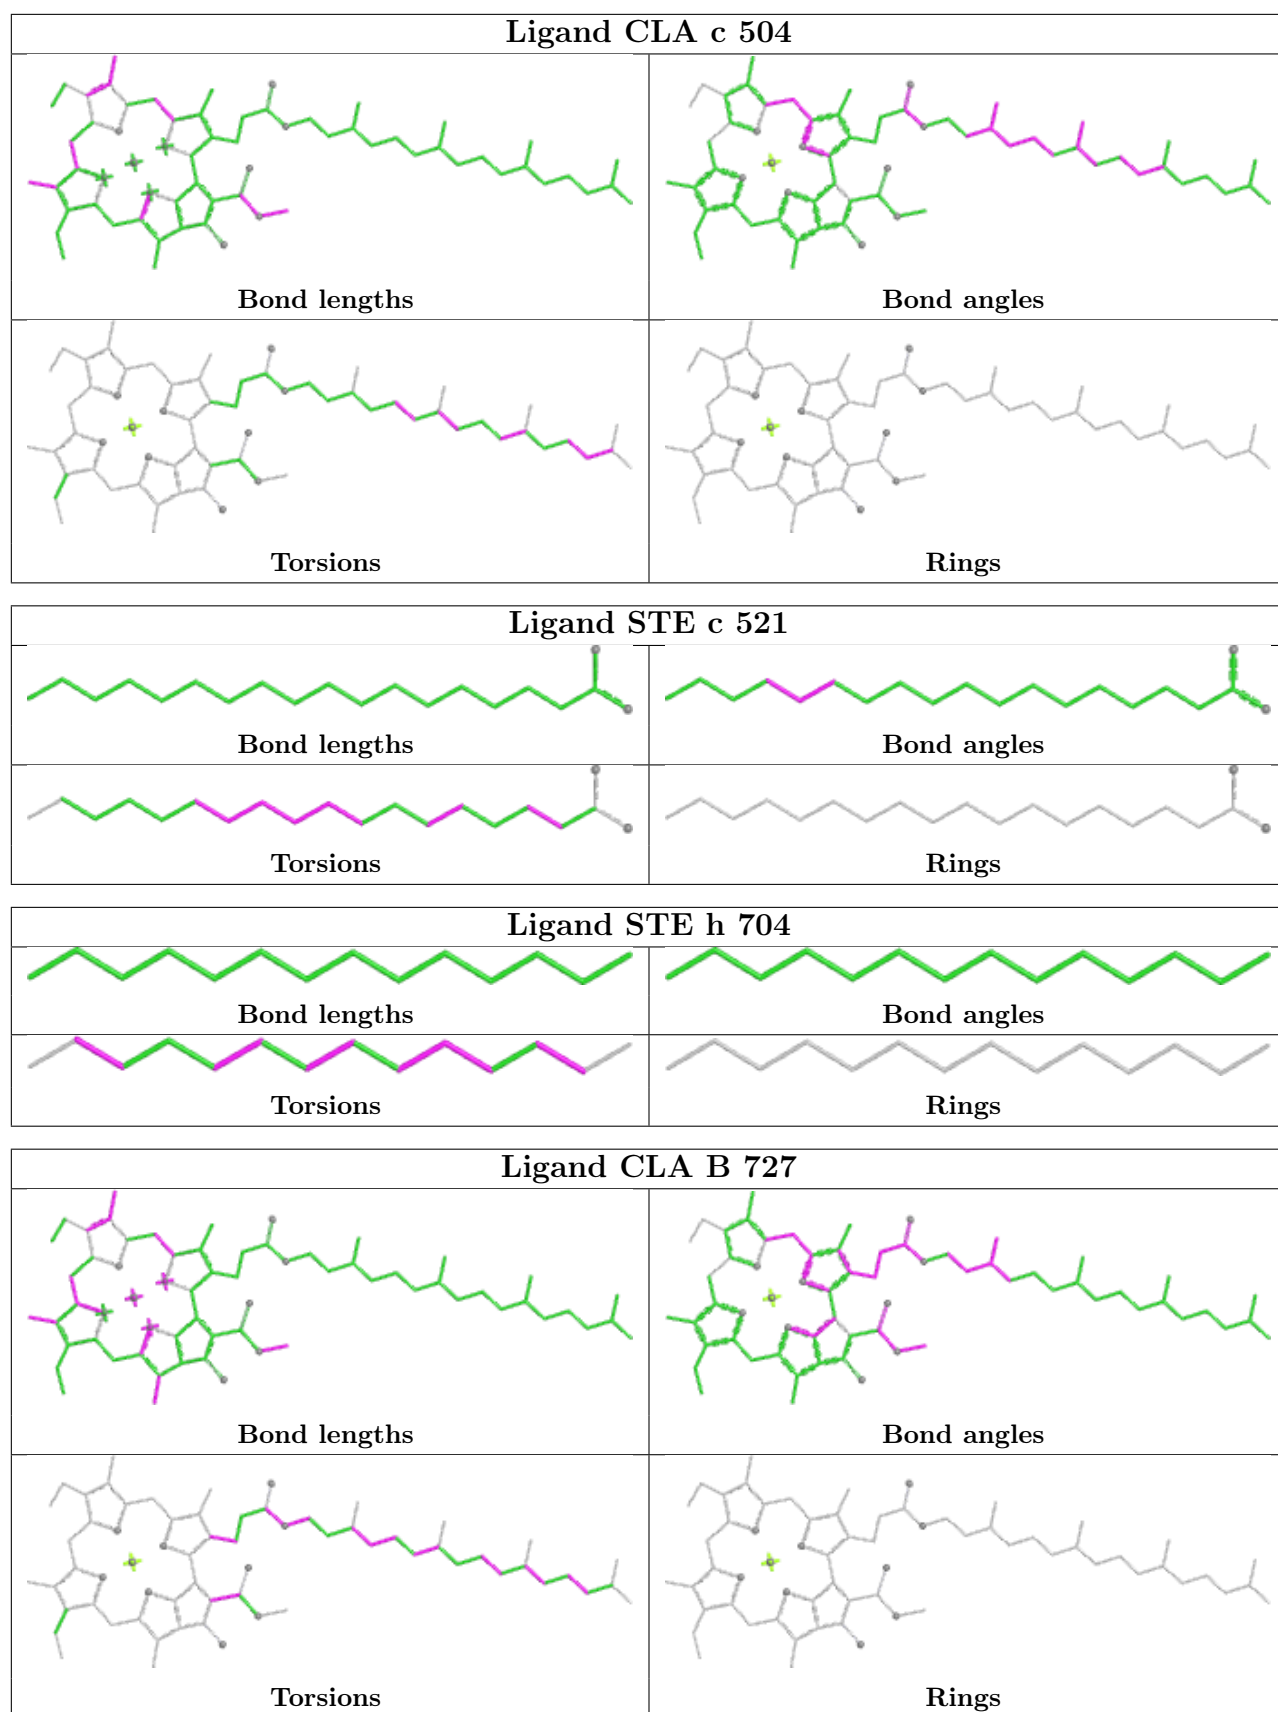 Ligand CLA c 504
Bond lengths
Bond angles
Torsions
Rings
Ligand STE c 521
Bond lengths
Bond angles
Torsions
Rings
Ligand STE h 704
Bond lengths
Bond angles
Torsions
Rings
Ligand CLA B 727
Bond lengths
Bond angles
Torsions
Rings